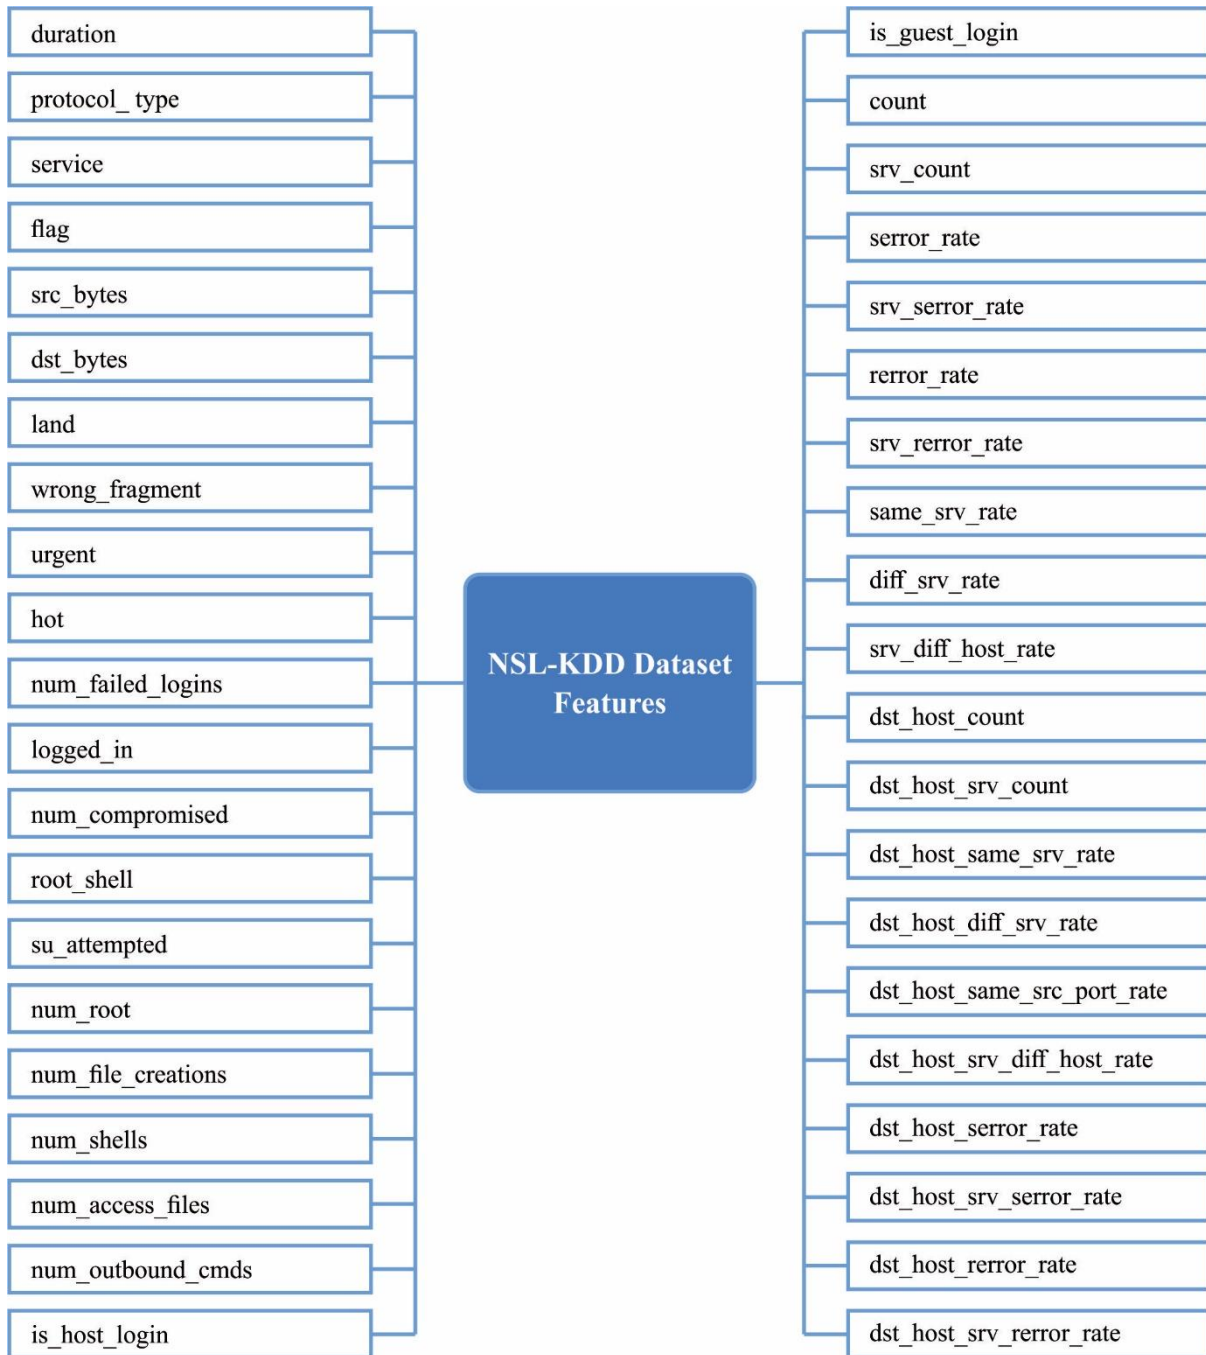 duration
protocol_ type
service
flag
src_bytes
dst_bytes
land
wrong_fragment
urgent
hot
num_failed_logins
logged_in
num_compromised
root_shell
su_attempted
num_root
num_file_creations
num_shells
num_access_files
num_outbound_cmds
is_host_login
NSL-KDD Dataset
Features
is_guest_login
count
srv_count
serror_rate
srv_serror_rate
rerror_rate
srv_rerror_rate
same_srv_rate
diff_srv_rate
srv_diff_host_rate
dst_host_count
dst_host_srv_count
dst_host_same_srv_rate
dst_host_diff_srv_rate
dst_host_same_src_port_rate
dst_host_srv_diff_host_rate
dst_host_serror_rate
dst_host_srv_serror_rate
dst_host_rerror_rate
dst_host_srv_rerror_rate